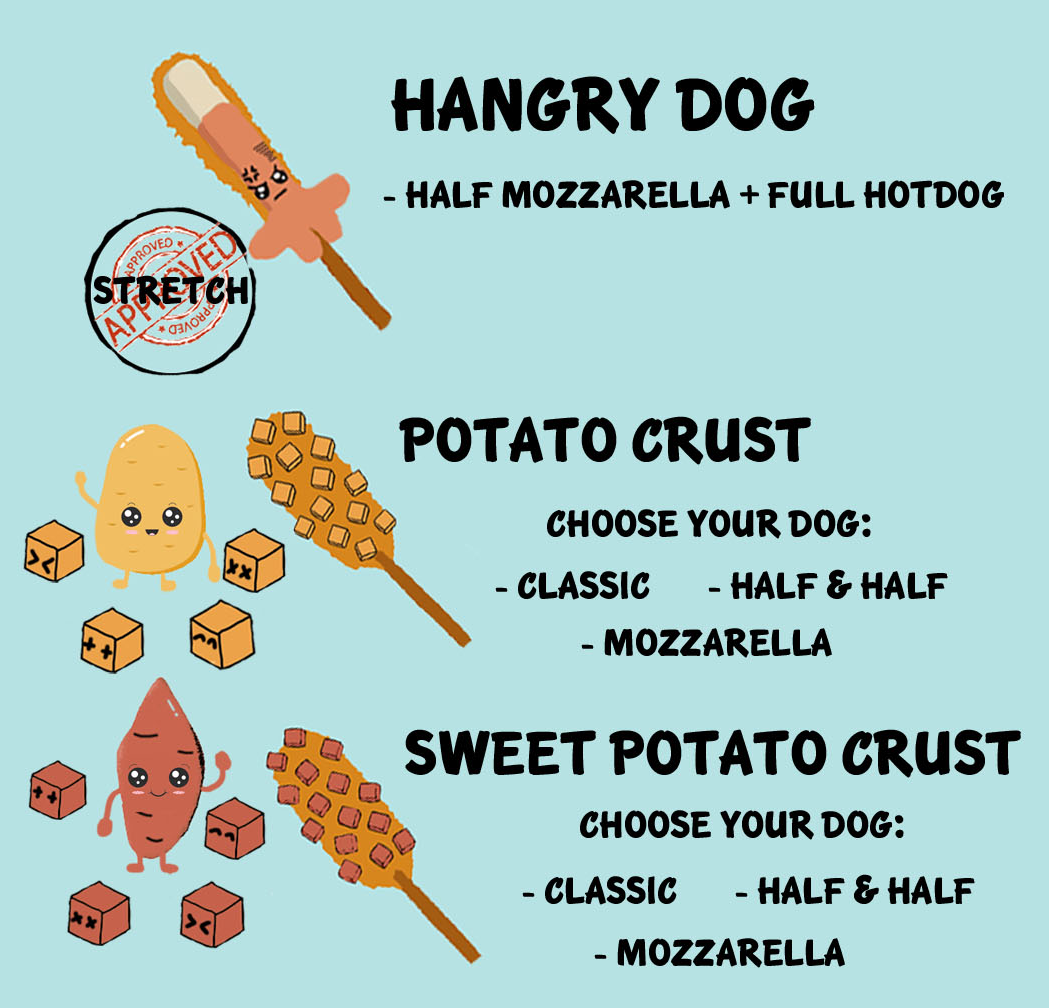 HANGRY DOG
- HALF MOZZARELLA + FULL HOTDOG
APPROVED
STRETCH
APPROVED
APPROVED
POTATO CRUST
CHOOSE YOUR DOG:
- CLASSIC - HALF & HALF
- MOZZARELLA
SWEET POTATO CRUST
CHOOSE YOUR DOG:
- CLASSIC - HALF & HALF
- MOZZARELLA